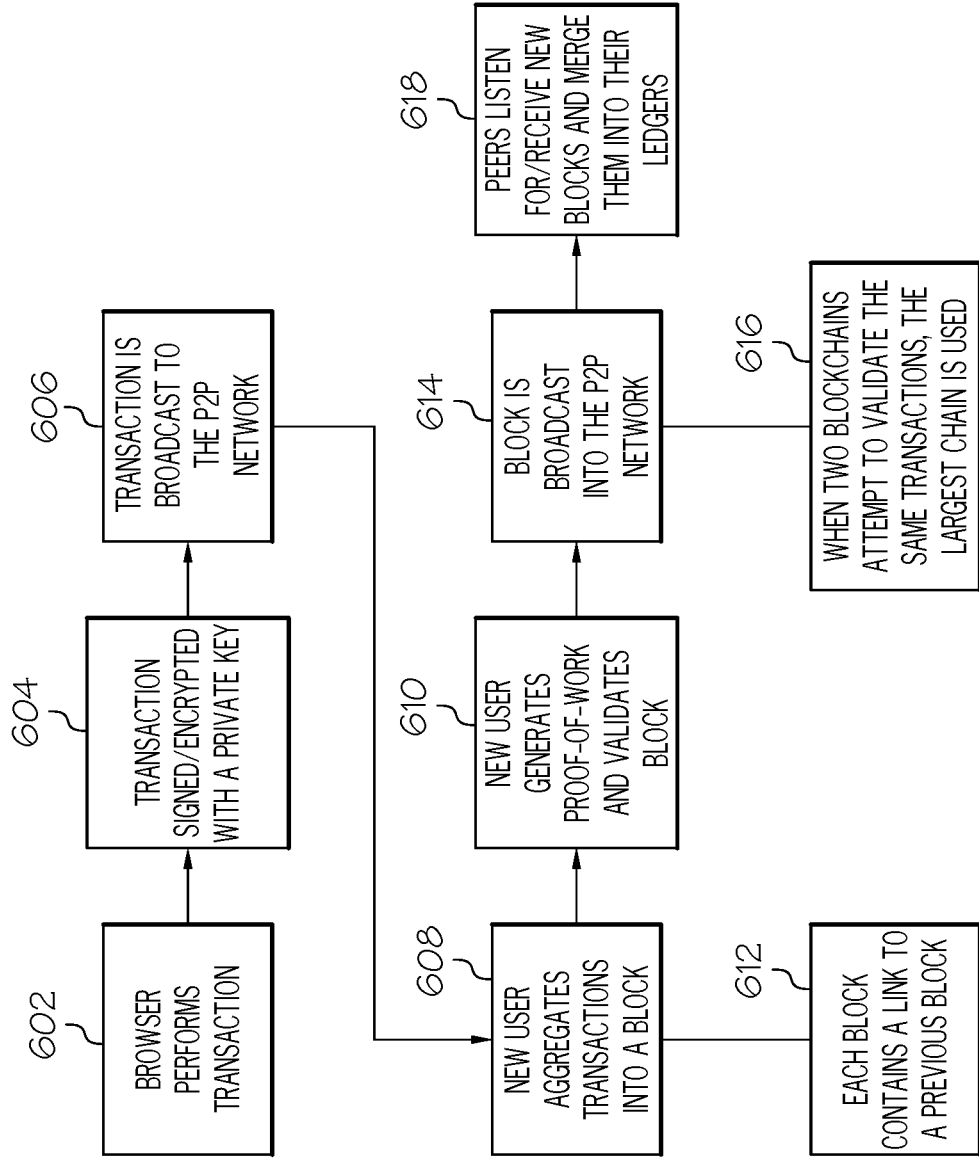 602
BROWSER
PERFORMS
TRANSACTION
604
TRANSACTION
SIGNED/ENCRYPTED
WITH A PRIVATE KEY
606
TRANSACTION IS
BROADCAST TO
THE P2P
NETWORK
608
NEW USER
AGGREGATES
TRANSACTIONS
INTO A BLOCK
610
NEW USER
GENERATES
PROOF-OF-WORK
AND VALIDATES
BLOCK
614
BLOCK IS
BROADCAST
INTO THE P2P
NETWORK
618
PEERS LISTEN
FOR/RECEIVE NEW
BLOCKS AND MERGE
THEM INTO THEIR
LEDGERS
612
EACH BLOCK
CONTAINS A LINK TO
A PREVIOUS BLOCK
616
WHEN TWO BLOCKCHAINS
ATTEMPT TO VALIDATE THE
SAME TRANSACTIONS, THE
LARGEST CHAIN IS USED